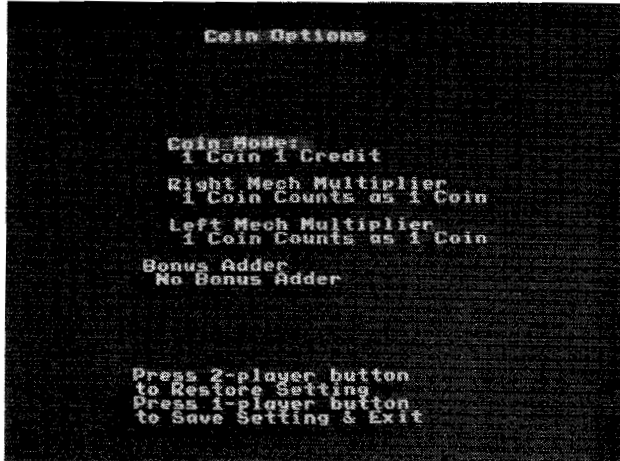 Coin Options
Coin Mode:
1 Coin 1 Credit
Right Mech Multiplier
1 Coin Counts as 1 Coin
Left Mech Multiplier
1 Coin Counts as 1 Coin
Bonus Adder
No Bonus Adder
Press 2-player button
to Restore Setting
Press 1-player button
to Save Setting & Exit